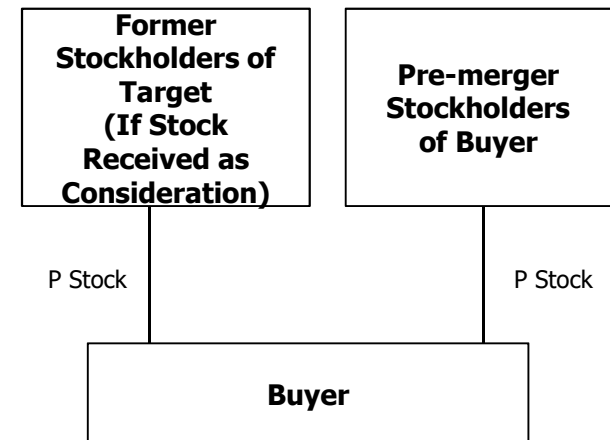 Former
Stockholders of
Target
(If Stock
Received as
Consideration)
Pre-merger
Stockholders
of Buyer
P Stock
P Stock
Buyer